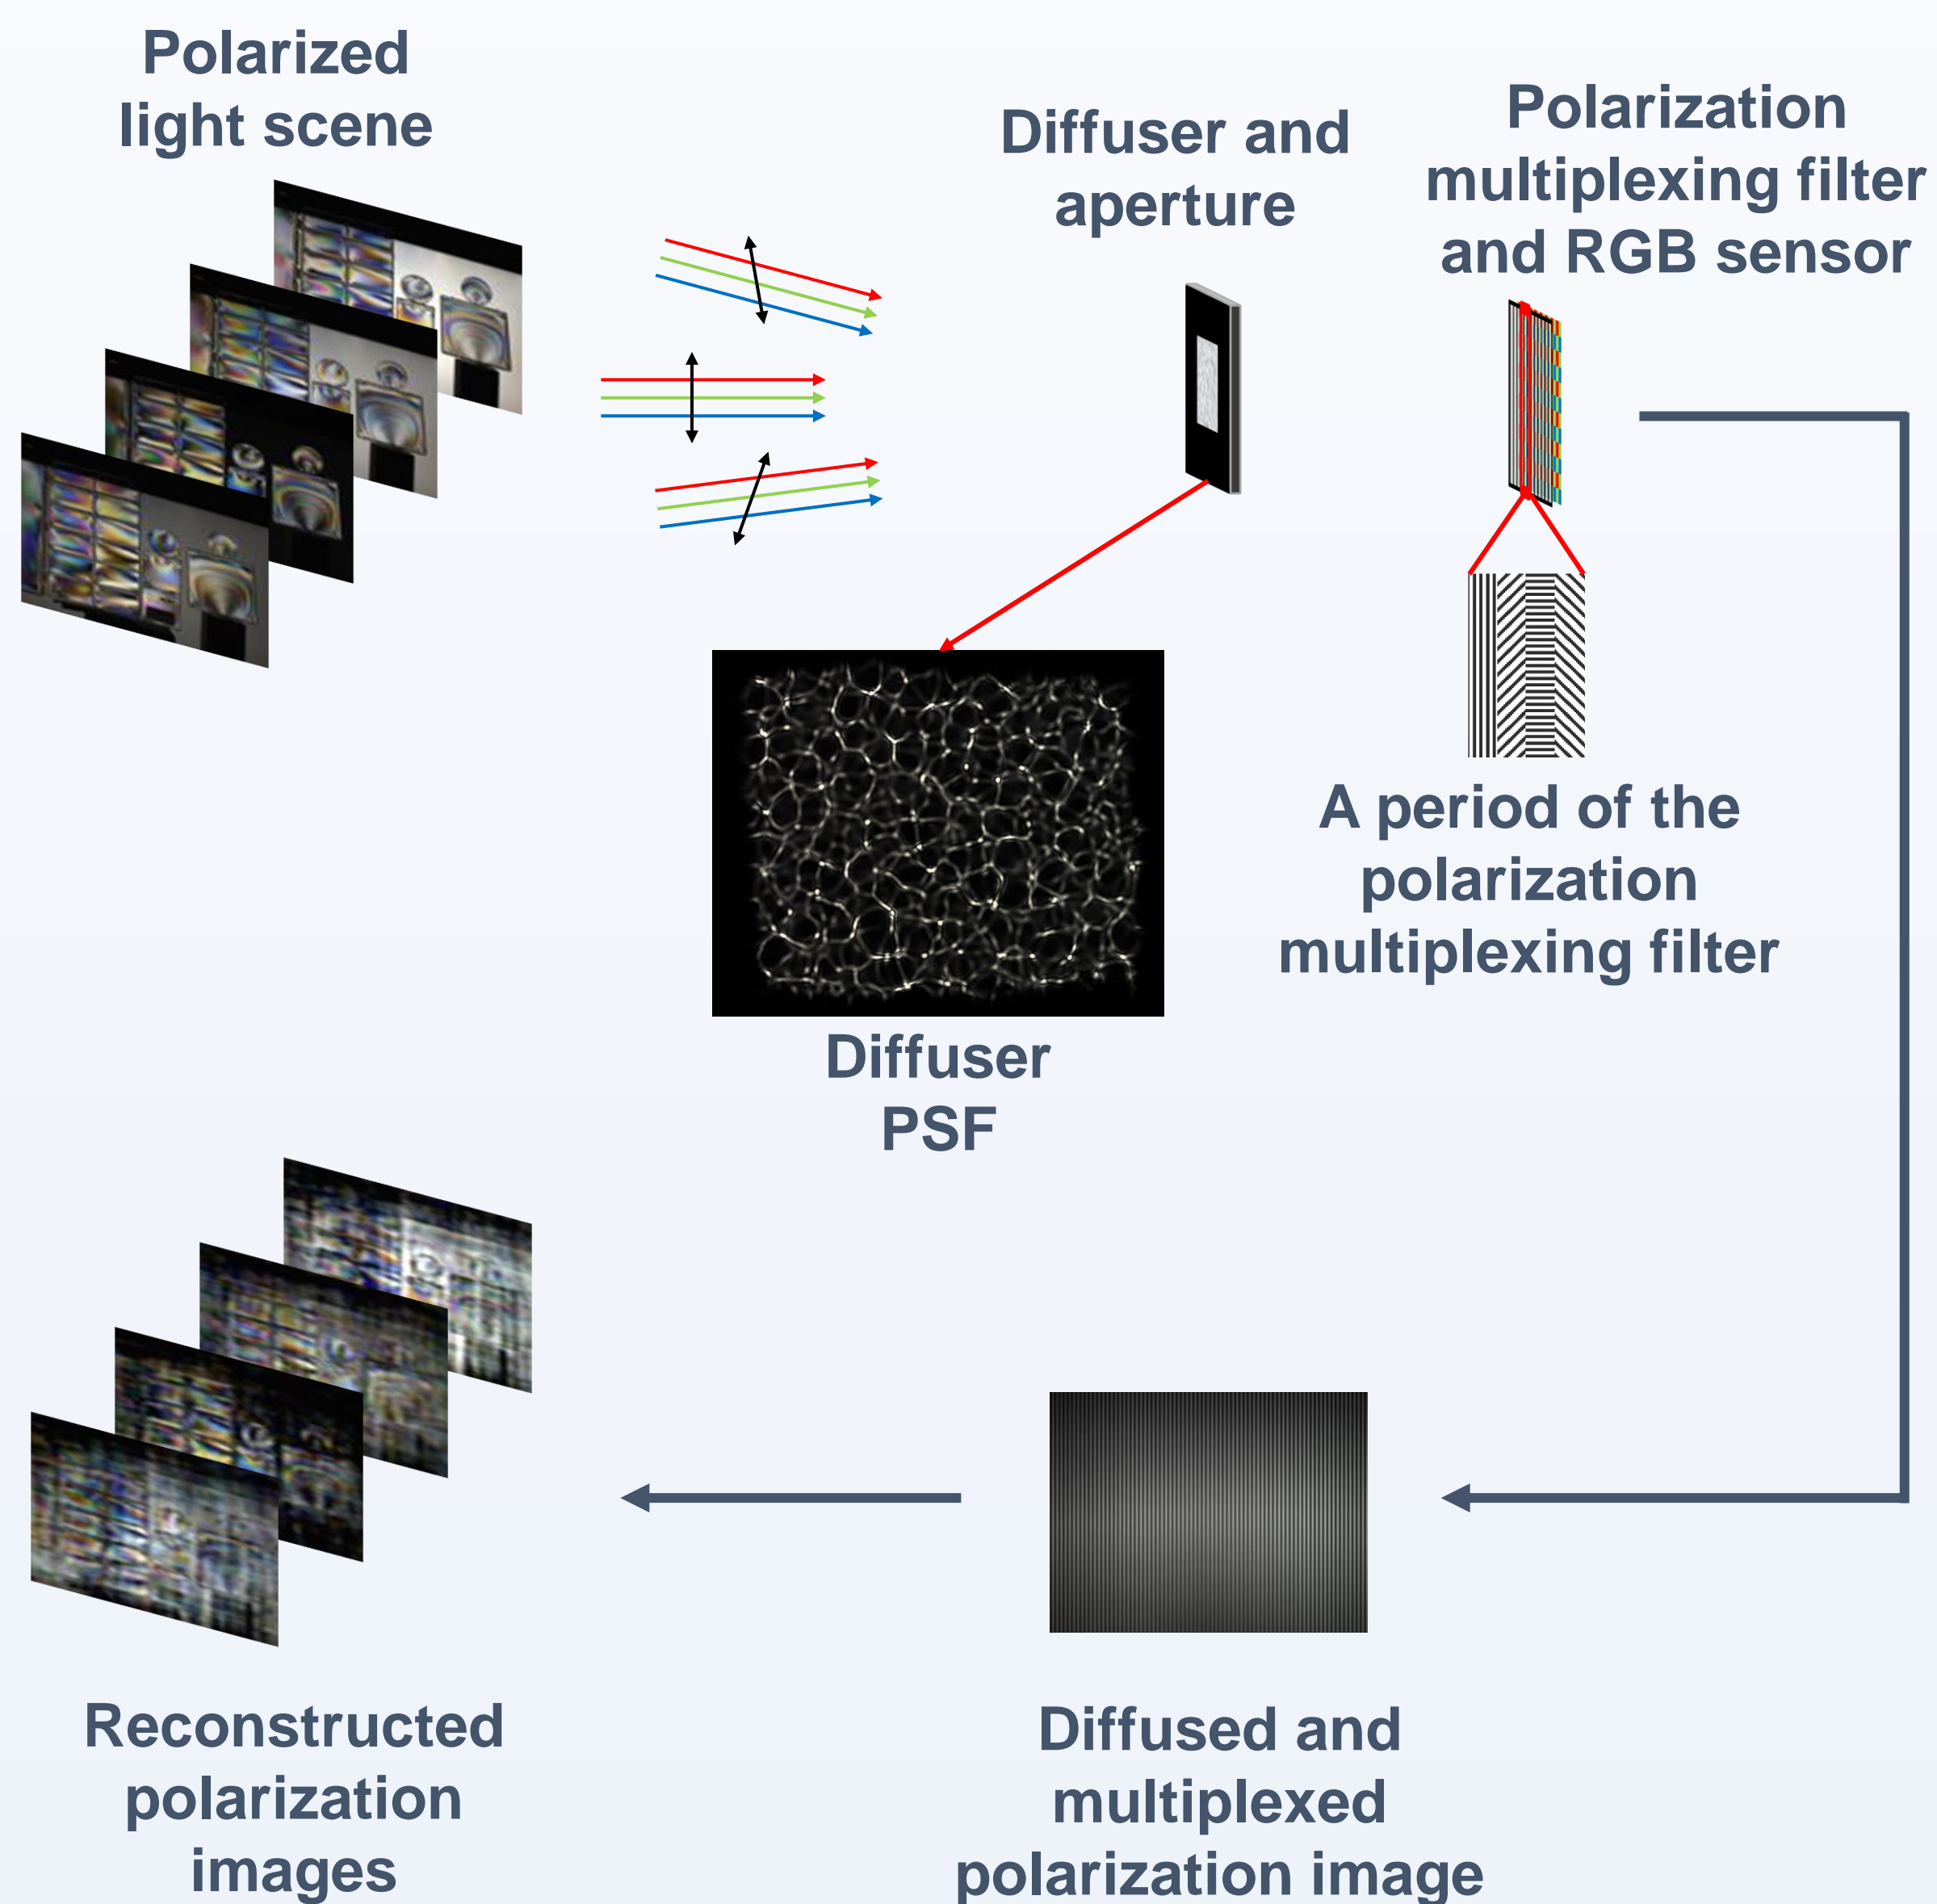 Polarized
light scene
Diffuser and
aperture
Polarization
multiplexing filter
and RGB sensor
A period of the
polarization
multiplexing filter
Diffuser
PSF
Reconstructed
polarization
images
Diffused and
multiplexed
polarization image